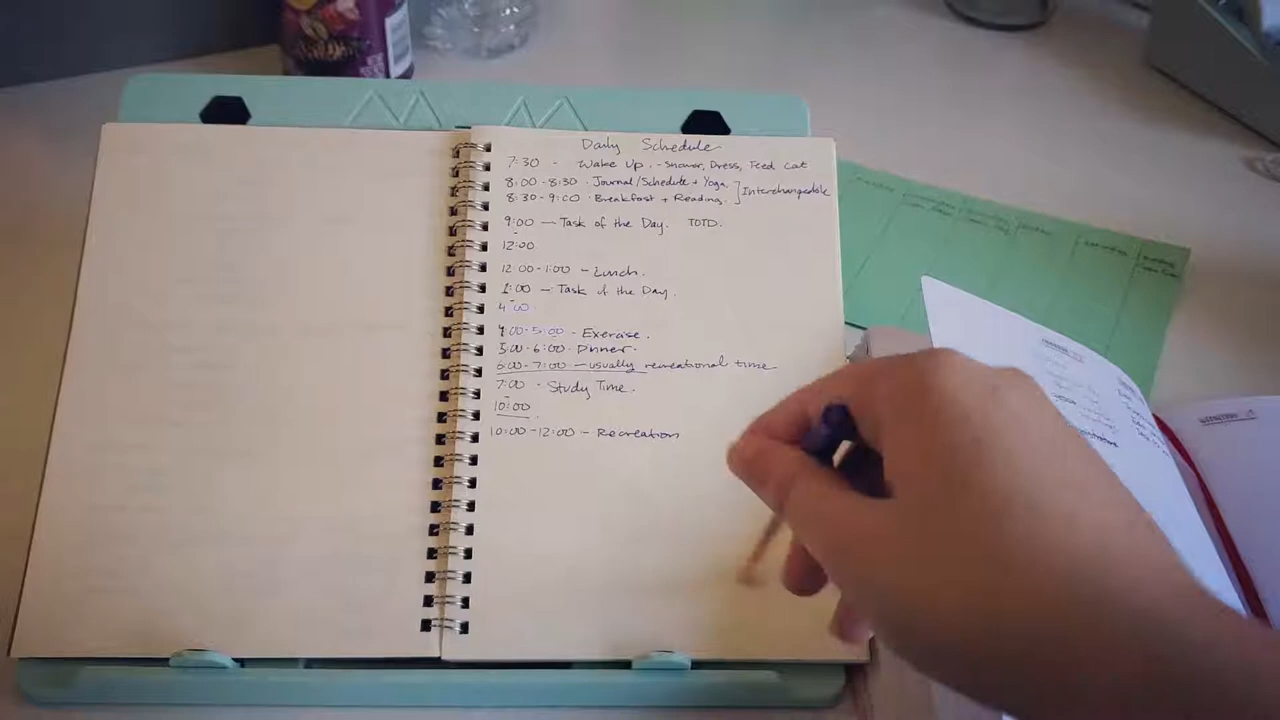 Daily Schedule
7:30 - Wake Up. - Shower, Dress, Feed Cat
8:00-8:30 · Journal/Schedule + Yoga. ] Interchangeable
8:30-9:00 · Breakfast + Reading.
9:00 — Task of the Day. TOTD.
-
12:00
12:00-1:00 - Lunch.
1:00 — Task of the Day.
-
4:00.
4:00-5:00 - Exercise.
5:00-6:00 - Dinner.
6:00-7:00 — usually recreational time
7:00 - Study Time.
-
10:00.
10:00-12:00 - Recreation